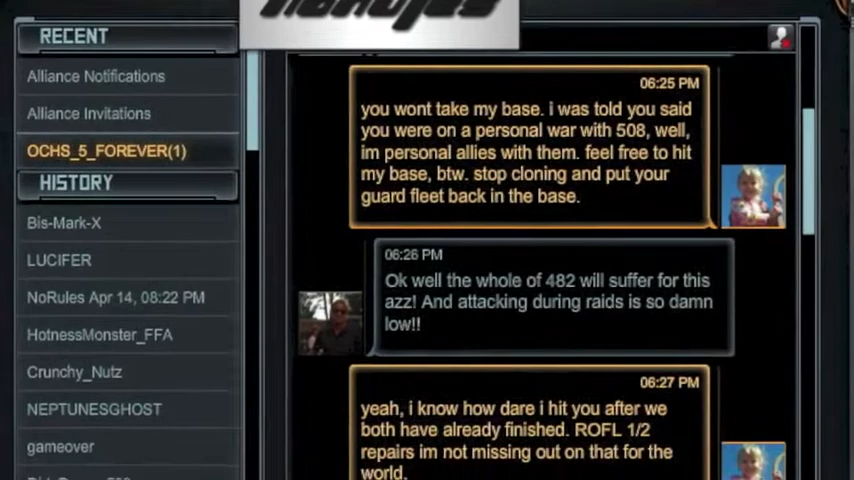 NoRules
RECENT
Alliance Notifications
Alliance Invitations
OCHS_5_FOREVER(1)
HISTORY
Bis-Mark-X
LUCIFER
NoRules Apr 14, 08:22 PM
HotnessMonster_FFA
Crunchy_Nutz
NEPTUNESGHOST
gameover
06:25 PM
you wont take my base. i was told you said
you were on a personal war with 508, well,
im personal allies with them. feel free to hit
my base, btw. stop cloning and put your
guard fleet back in the base.
06:26 PM
Ok well the whole of 482 will suffer for this
azz! And attacking during raids is so damn
low!!
06:27 PM
yeah, i know how dare i hit you after we
both have already finished. ROFL 1/2
repairs im not missing out on that for the
world.